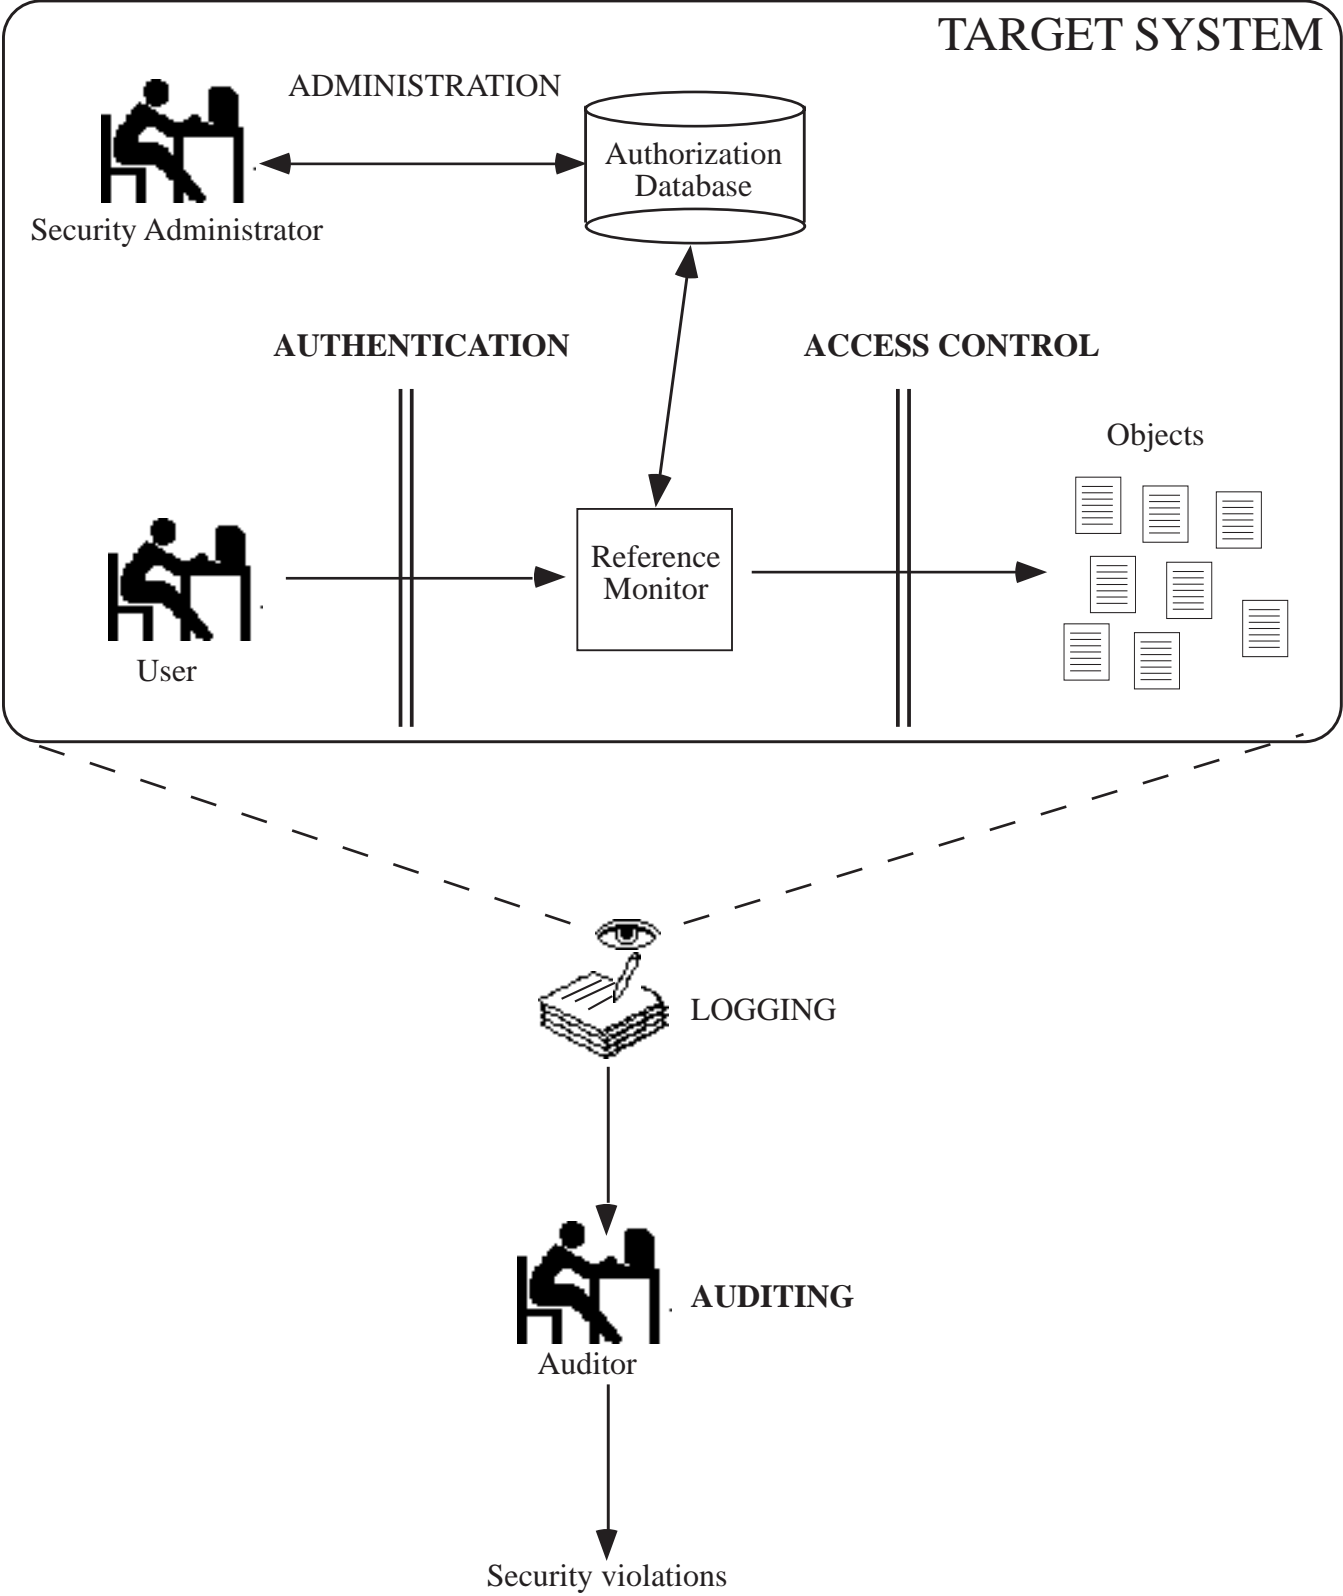 TARGET SYSTEM
ADMINISTRATION
Authorization
Database
Security Administrator
AUTHENTICATION
ACCESS CONTROL
Objects
Reference
Monitor
User
LOGGING
AUDITING
Auditor
Security violations